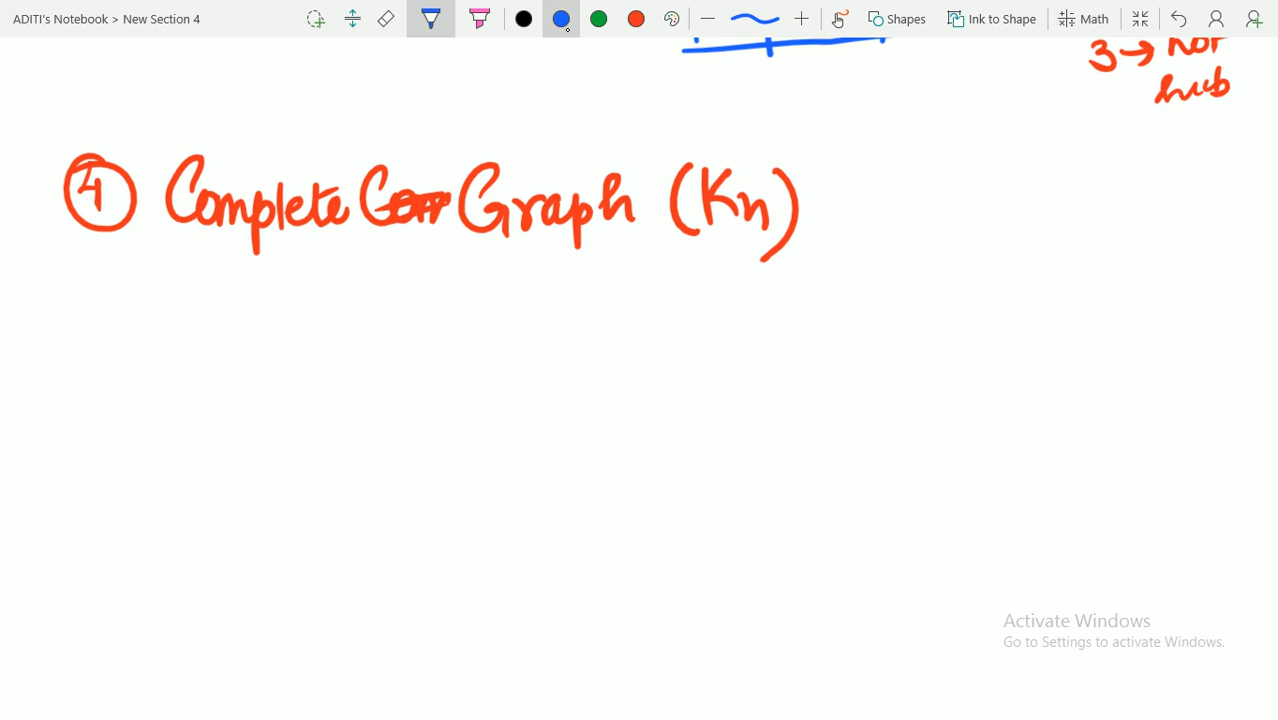 ADITI's Notebook > New Section 4
Shapes
Ink to Shape
Math
3 → not
hub
④ Complete Graph (Kn)
Activate Windows
Go to Settings to activate Windows.